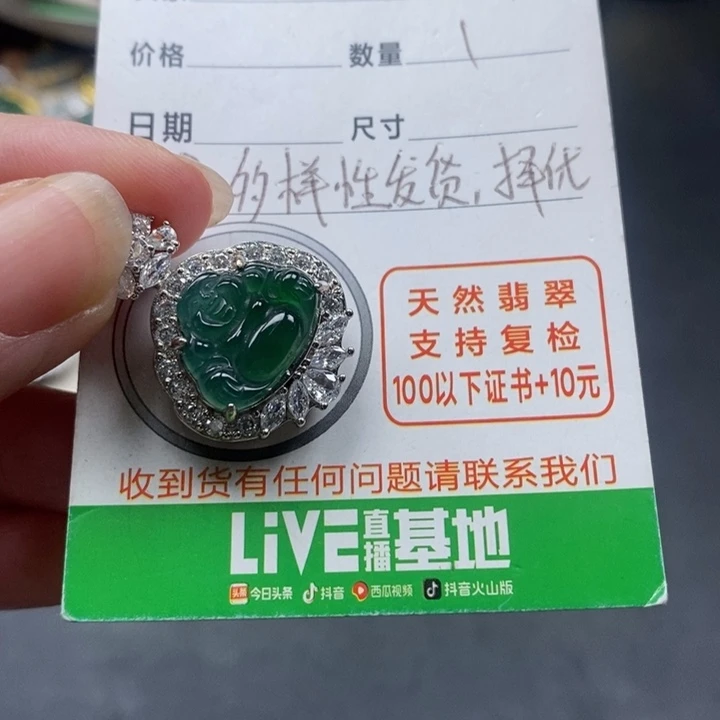 价格 数量 1
日期 尺寸
的样性发货，择优
天然翡翠
支持复检
100以下证书+10元
收到货有任何问题请联系我们
LiVE直播基地
头条 今日头条 抖音 西瓜视频 抖音火山版